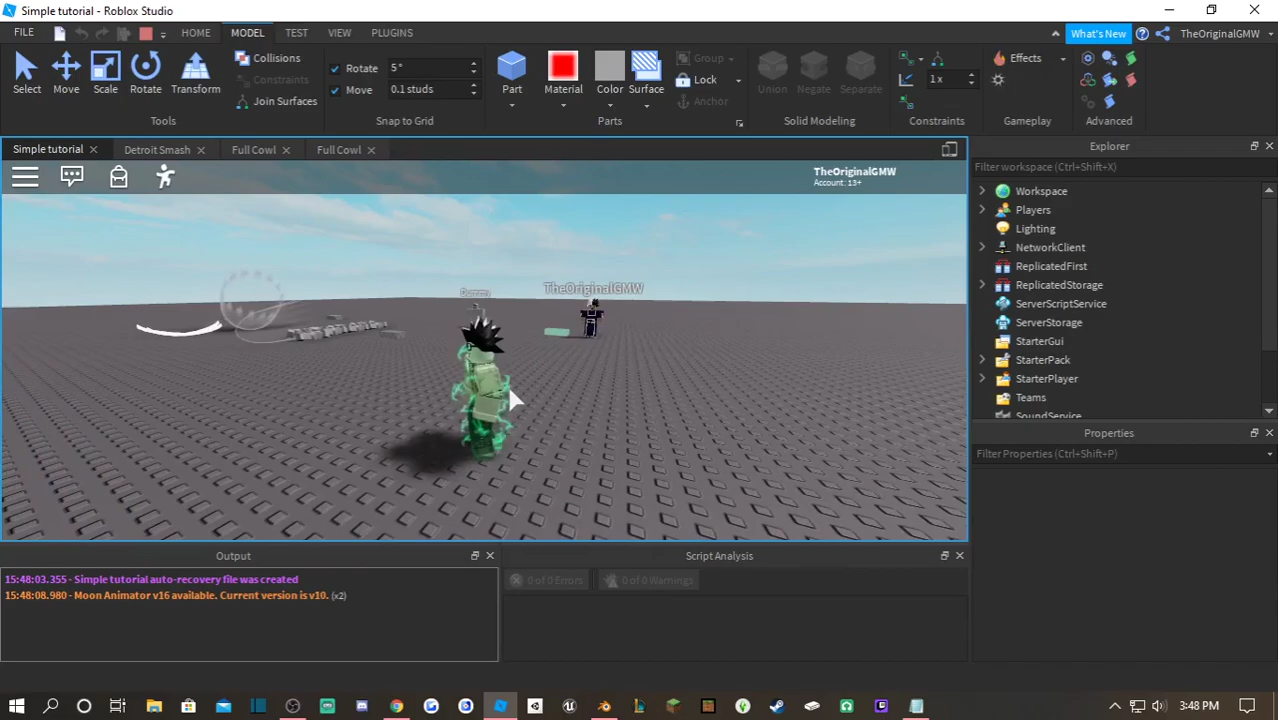 Simple tutorial - Roblox Studio
FILE HOME MODEL TEST VIEW PLUGINS What's New TheOriginalGMW
Select Move Scale Rotate Transform
Collisions
Constraints
Join Surfaces
Tools
Rotate 5°
Move 0.1 studs
Snap to Grid
Part Material Color Surface
Group
Lock
Anchor
Parts
Union Negate Separate
Solid Modeling
1 x
Constraints
Effects
Gameplay
Advanced
Simple tutorial Detroit Smash Full Cowl Full Cowl
TheOriginalGMW
Account: 13+
Dummy
TheOriginalGMW
Explorer
Filter workspace (Ctrl+Shift+X)
Workspace
Players
Lighting
NetworkClient
ReplicatedFirst
ReplicatedStorage
ServerScriptService
ServerStorage
StarterGui
StarterPack
StarterPlayer
Teams
SoundService
Properties
Filter Properties (Ctrl+Shift+P)
Output
15:48:03.355 - Simple tutorial auto-recovery file was created
15:48:08.980 - Moon Animator v16 available. Current version is v10. (x2)
Script Analysis
0 of 0 Errors 0 of 0 Warnings
3:48 PM